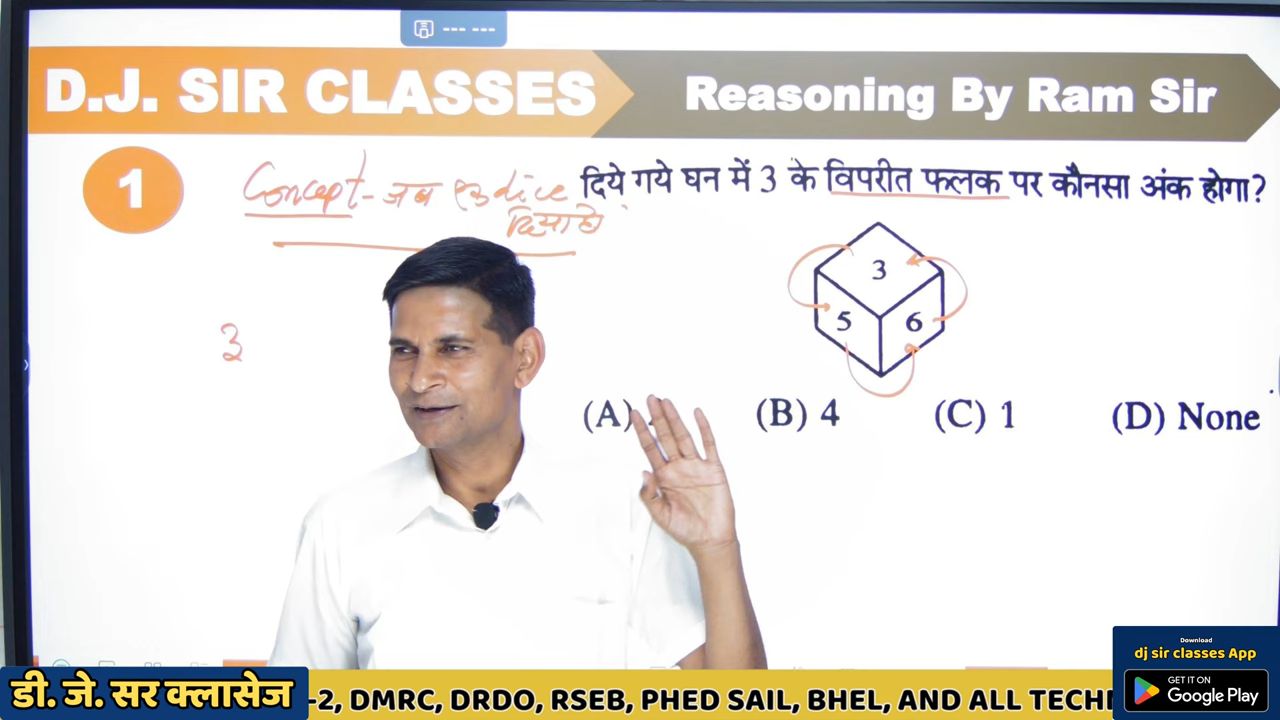 D.J. SIR CLASSES
Reasoning By Ram Sir
1
Concept - जब dice
दिया हो
दिये गये घन में 3 के विपरीत फलक पर कौनसा अंक होगा?
3
5 6
3
(A) (B) 4 (C) 1 (D) None
Download
dj sir classes App
GET IT ON
Google Play
डी. जे. सर क्लासेज
-2, DMRC, DRDO, RSEB, PHED SAIL, BHEL, AND ALL TECH